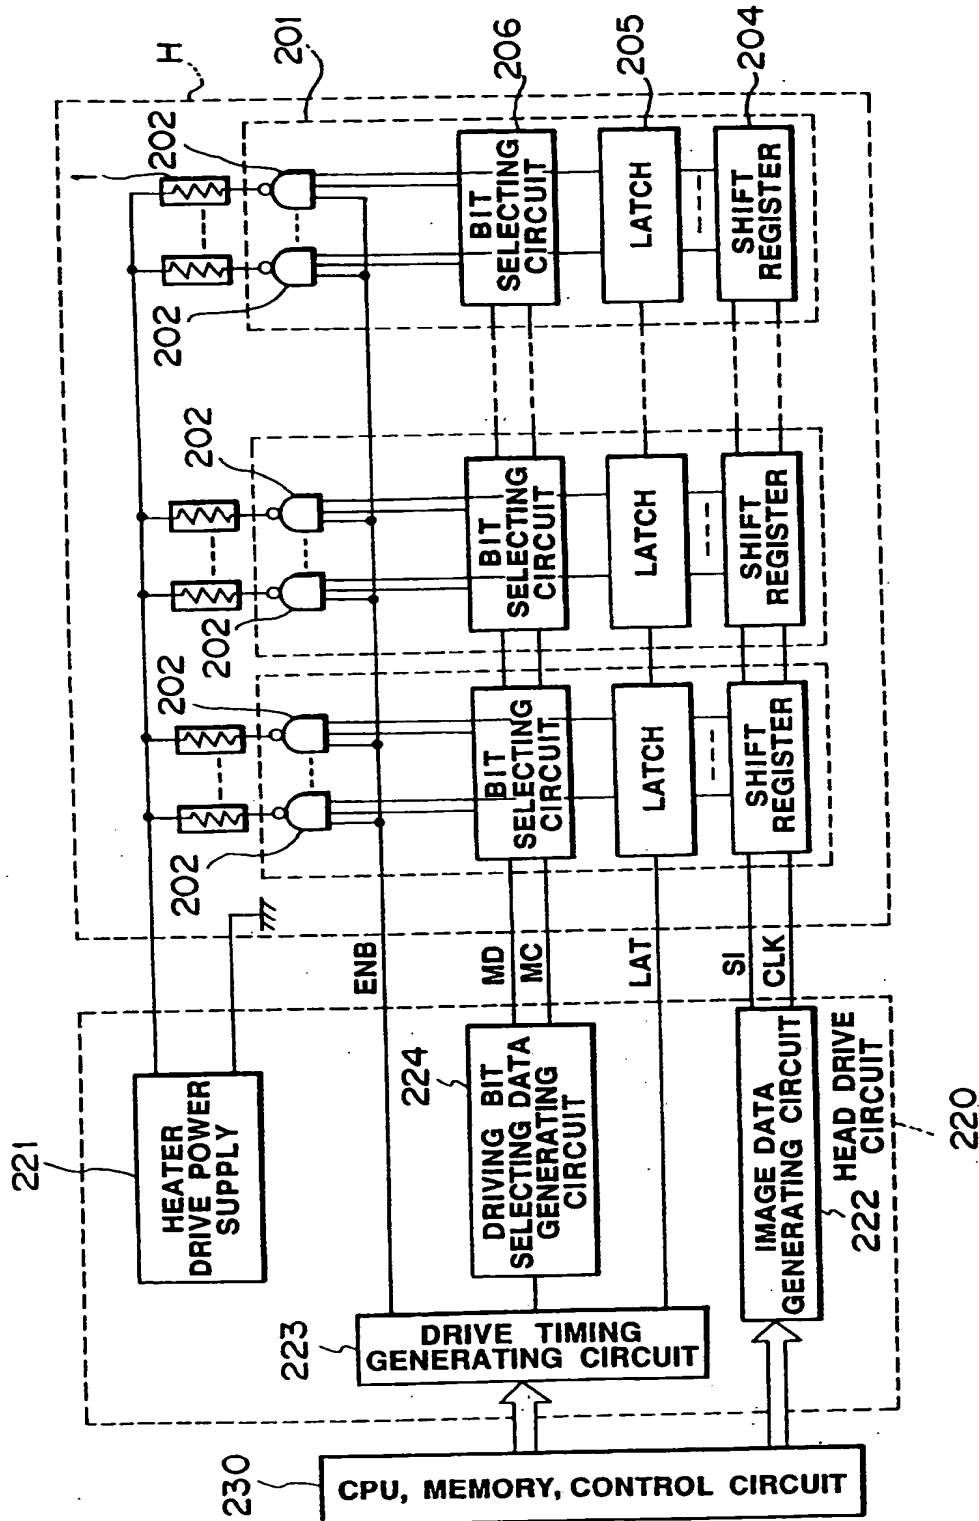 H
201
206
205
204
202
202
202
202
202
202
202
1
BIT
SELECTING
CIRCUIT
LATCH
SHIFT
REGISTER
BIT
SELECTING
CIRCUIT
LATCH
SHIFT
REGISTER
BIT
SELECTING
CIRCUIT
LATCH
SHIFT
REGISTER
ENB
MD
MC
LAT
SI
CLK
221
HEATER
DRIVE POWER
SUPPLY
224
DRIVING BIT
SELECTING DATA
GENERATING
CIRCUIT
IMAGE DATA
GENERATING CIRCUIT
222
HEAD DRIVE
CIRCUIT
220
223
DRIVE TIMING
GENERATING CIRCUIT
230
CPU, MEMORY, CONTROL CIRCUIT